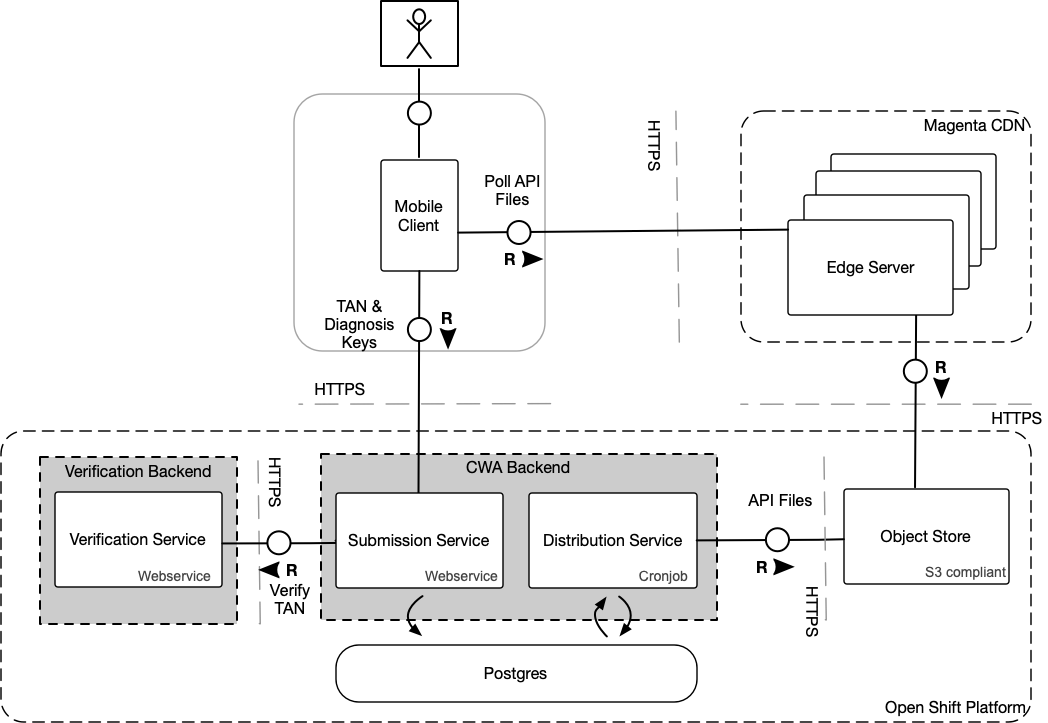 HTTPS
Magenta CDN
Poll API
Files
R
Mobile
Client
Edge Server
TAN &
Diagnosis
Keys
R
R
HTTPS
HTTPS
Verification Backend
HTTPS
CWA Backend
API Files
Verification Service
Webservice
R
Verify
TAN
Submission Service
Webservice
Distribution Service
Cronjob
R
HTTPS
Object Store
S3 compliant
Postgres
Open Shift Platform